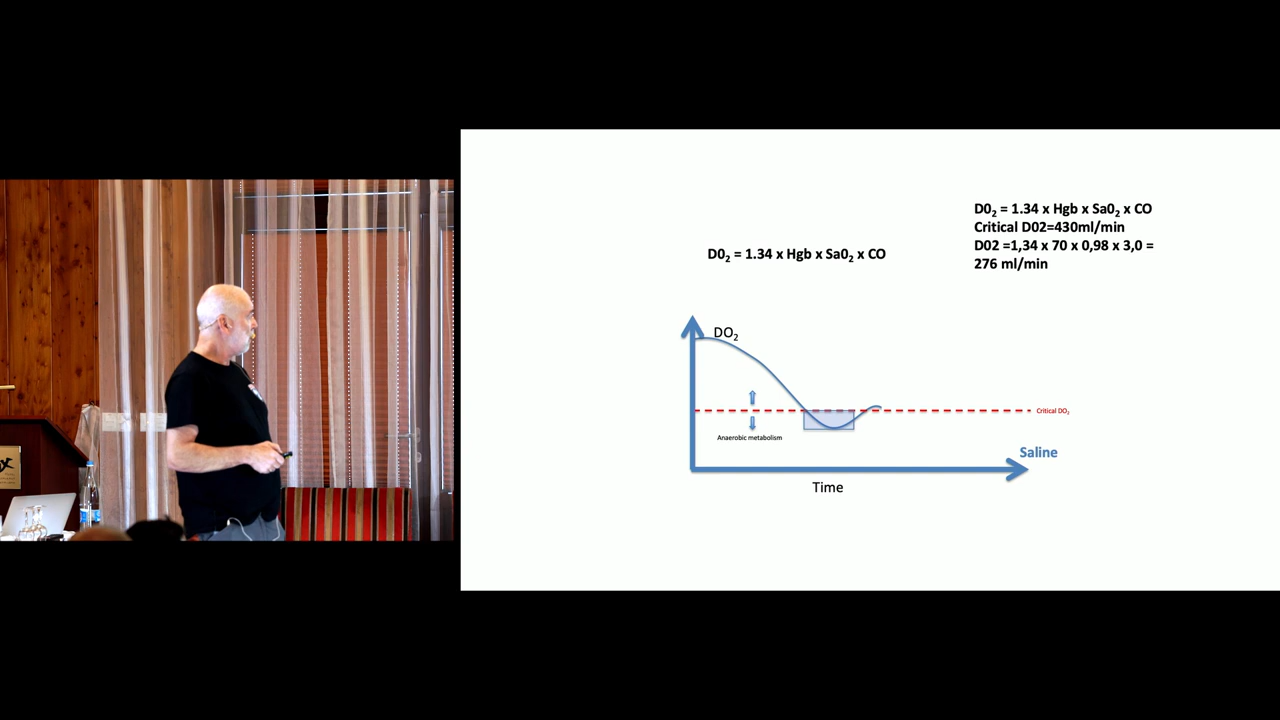 D0₂ = 1.34 x Hgb x Sa0₂ x CO
Critical D02=430ml/min
D02 =1,34 x 70 x 0,98 x 3,0 =
276 ml/min
D0₂ = 1.34 x Hgb x Sa0₂ x CO
DO₂
Critical DO₂
Anaerobic metabolism
Saline
Time